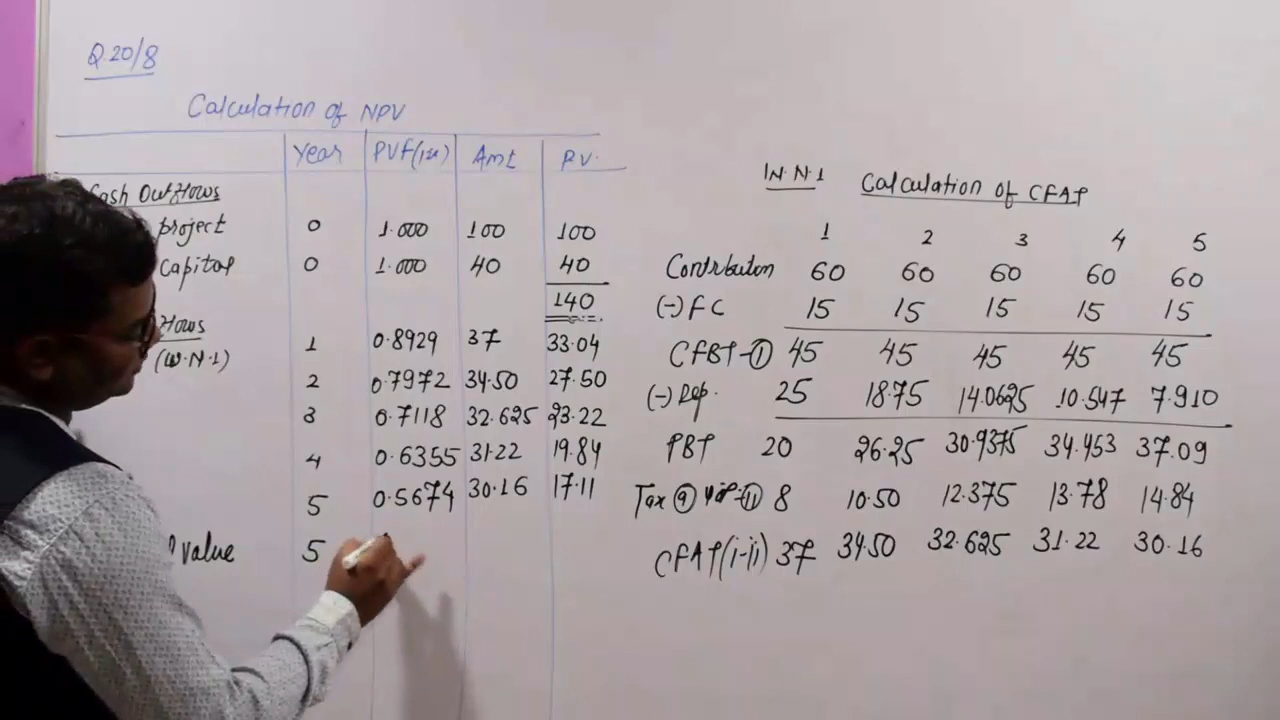 Q.20/8
Calculation of NPV
Year PVF(12%) Amt P.V.
Cash Outflows
project 0 1.000 100 100
Capital 0 1.000 40 40
140
flows
(W.N.1) 1 0.8929 37 33.04
2 0.7972 34.50 27.50
3 0.7118 32.625 23.22
4 0.6355 31.22 19.84
5 0.5674 30.16 17.11
value 5
W.N.1 Calculation of CFAT
1 2 3 4 5
Contribution 60 60 60 60 60
(-) FC 15 15 15 15 15
CFBT-(i) 45 45 45 45 45
(-) Dep. 25 18.75 14.0625 10.547 7.910
PBT 20 26.25 30.9375 34.453 37.09
Tax @ 40%-(ii) 8 10.50 12.375 13.78 14.84
CFAT(i-ii) 37 34.50 32.625 31.22 30.16